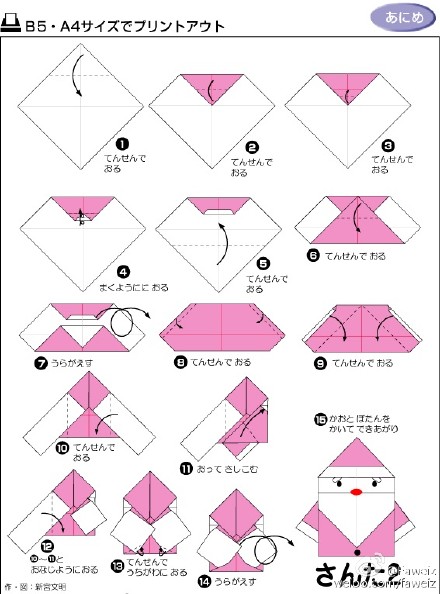 B5・A4サイズでプリントアウト
あにめ
1
てんせんで
おる
2
てんせんで
おる
3
てんせんで
おる
4
まくようにに おる
5
てんせんで
おる
6 てんせんで おる
7 うらがえす
8 てんせんで おる
9 てんせんで おる
10 てんせんで
おる
11 おって さしこむ
15 かおと ぼたんを
かいて できあがり
12
10〜11と
おなじように おる
13 てんせんで
うちがわに おる
14 うらがえす
さんた?
作・図:新宮文明
weibo.com/faweiz